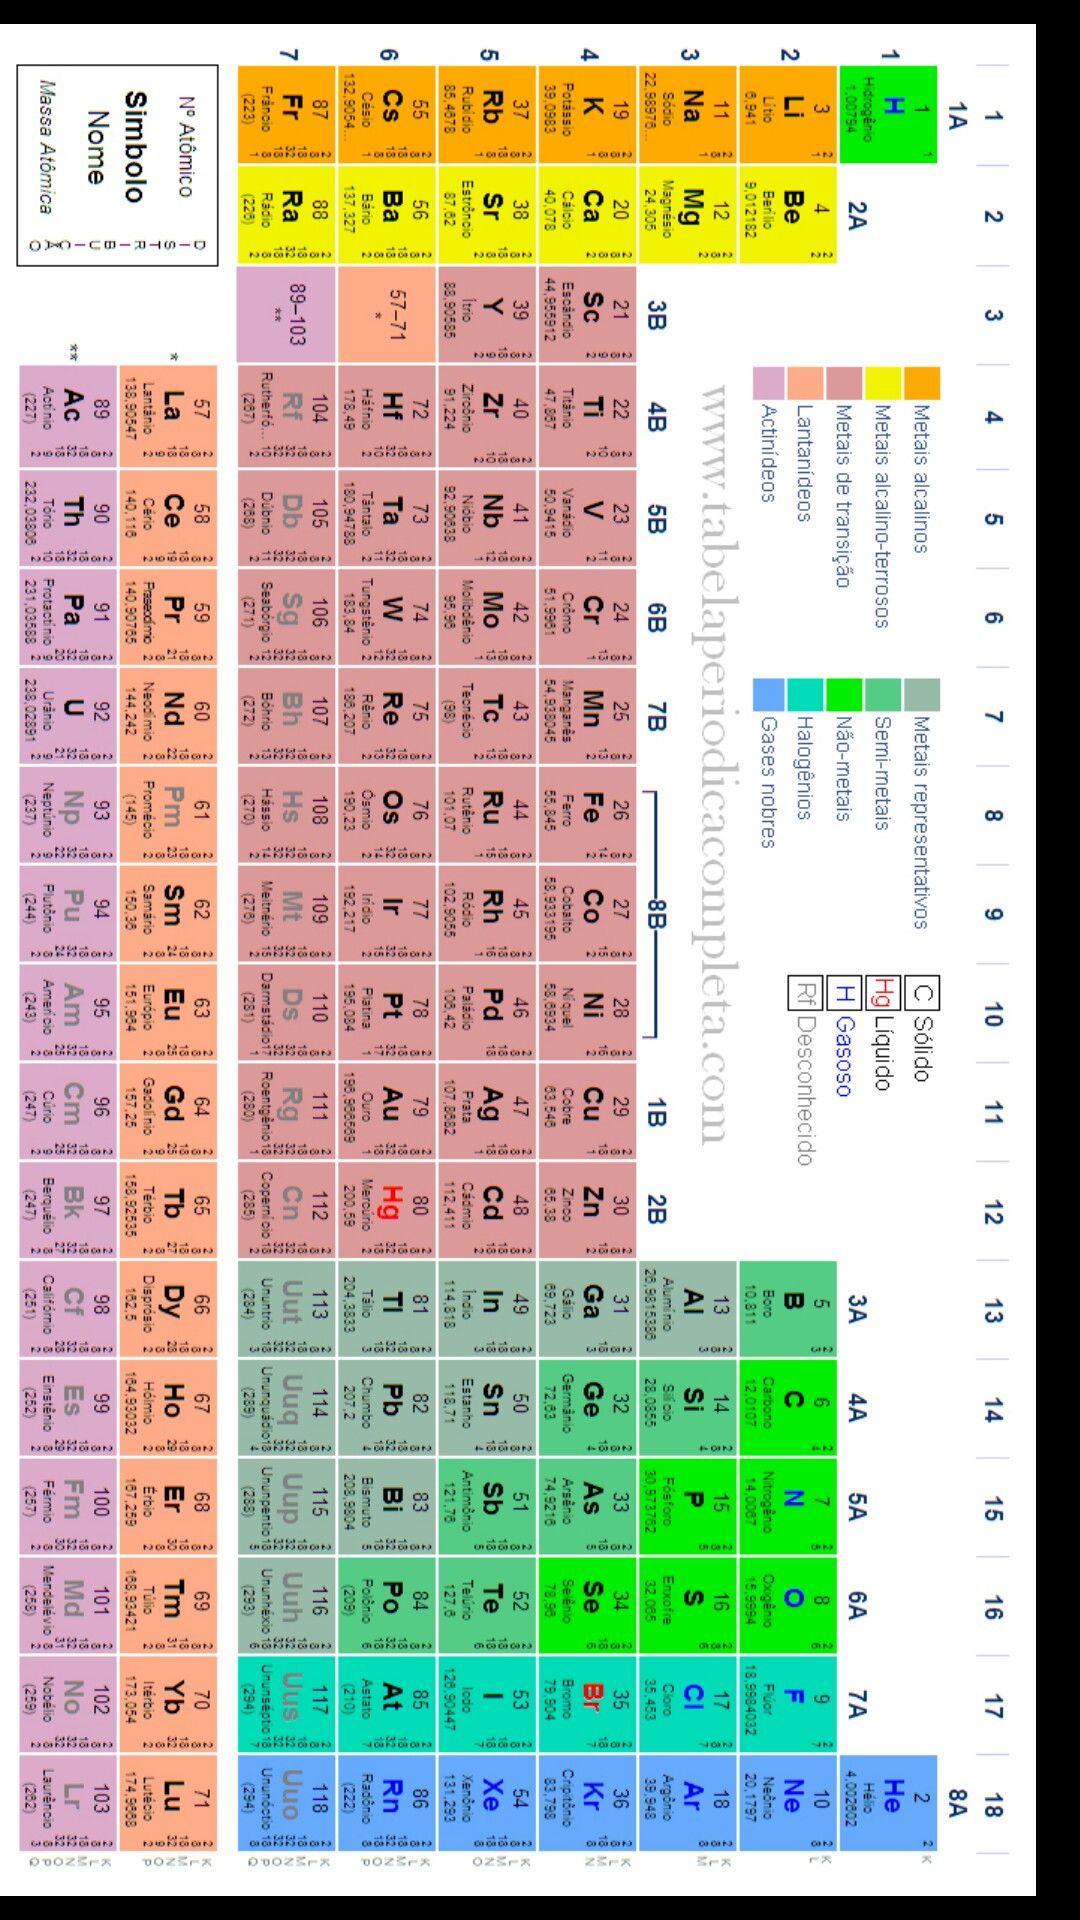 1 2 3 4 5 6 7 8 9 10 11 12 13 14 15 16 17 18
1A 8A
Metais alcalinos
Metais alcalino-terrosos
Metais de transição
Lantanídeos
Actinídeos
Metais representativos
Semi-metais
Não-metais
Halogênios
Gases nobres
C Sólido
Hg Líquido
H Gasoso
Rf Desconhecido
www.tabelaperiodicacompleta.com
2A 3A 4A 5A 6A 7A
3B 4B 5B 6B 7B 8B 1B 2B
1
1 2
H He
Hidrogênio Hélio
1,00794 4,002602
2
3 4 5 6 7 8 9 10
Li Be B C N O F Ne
Lítio Berílio Boro Carbono Nitrogênio Oxigênio Flúor Neônio
6,941 9,012182 10,811 12,0107 14,0067 15,9994 18,9984032 20,1797
3
11 12 13 14 15 16 17 18
Na Mg Al Si P S Cl Ar
Sódio Magnésio Alumínio Silício Fósforo Enxofre Cloro Argônio
22,98976... 24,305 26,9815386 28,0855 30,973762 32,065 35,453 39,948
4
19 20 21 22 23 24 25 26 27 28 29 30 31 32 33 34 35 36
K Ca Sc Ti V Cr Mn Fe Co Ni Cu Zn Ga Ge As Se Br Kr
Potássio Cálcio Escândio Titânio Vanádio Crômo Manganês Ferro Cobalto Níquel Cobre Zinco Gálio Germânio Arsênio Selênio Bromo Cripitônio
39,0983 40,078 44,955912 47,867 50,9415 51,9961 54,938045 55,845 58,933195 58,6934 63,546 65,38 69,723 72,63 74,9216 78,96 79,904 83,798
5
37 38 39 40 41 42 43 44 45 46 47 48 49 50 51 52 53 54
Rb Sr Y Zr Nb Mo Tc Ru Rh Pd Ag Cd In Sn Sb Te I Xe
Rubídio Estrôncio Ítrio Zircônio Nióbio Molibdênio Tecnécio Rutênio Ródio Paládio Prata Cádmio Índio Estanho Antimônio Telúrio Iodo Xenônio
85,4678 87,62 88,90585 91,224 92,90638 95,96 (98) 101,07 102,9055 106,42 107,8682 112,411 114,818 118,71 121,76 127,6 126,90447 131,293
6
55 56 57–71 72 73 74 75 76 77 78 79 80 81 82 83 84 85 86
Cs Ba * Hf Ta W Re Os Ir Pt Au Hg Tl Pb Bi Po At Rn
Césio Bário Háfnio Tântalo Tungstênio Rênio Ósmio Irídio Platina Ouro Mercúrio Tálio Chumbo Bismuto Polônio Astato Radônio
132,9054... 137,327 178,49 180,94788 183,84 186,207 190,23 192,217 195,084 196,966569 200,59 204,3833 207,2 208,9804 (209) (210) (222)
7
87 88 89–103 104 105 106 107 108 109 110 111 112 113 114 115 116 117 118
Fr Ra ** Rf Db Sg Bh Hs Mt Ds Rg Cn Uut Uuq Uup Uuh Uus Uuo
Frâncio Rádio Rutherfó... Dúbnio Seabórgio Bóhrio Hássio Meitnério Darmstádio Roentgênio Copernício Ununtrio Ununquádio Ununpentio Ununhéxio Ununséptio Ununóctio
(223) (226) (267) (268) (271) (272) (270) (276) (281) (280) (285) (284) (289) (288) (293) (294) (294)
Nº Atômico
Simbolo
Nome
Massa Atômica
DISTRIBUIÇÃO
*
57 58 59 60 61 62 63 64 65 66 67 68 69 70 71
La Ce Pr Nd Pm Sm Eu Gd Tb Dy Ho Er Tm Yb Lu
Lantânio Cério Praseodímio Neodímio Promécio Samário Európio Gadolínio Térbio Disprósio Hólmio Érbio Túlio Itérbio Lutécio
138,90547 140,116 140,90765 144,242 (145) 150,36 151,964 157,25 158,92535 162,5 164,93032 167,259 168,93421 173,054 174,9668
**
89 90 91 92 93 94 95 96 97 98 99 100 101 102 103
Ac Th Pa U Np Pu Am Cm Bk Cf Es Fm Md No Lr
Actínio Tório Protactínio Urânio Neptúnio Plutônio Amerício Cúrio Berquélio Califórnio Einstênio Férmio Mendelévio Nobélio Laurêncio
(227) 232,03806 231,03588 238,02891 (237) (244) (243) (247) (247) (251) (252) (257) (258) (259) (262)